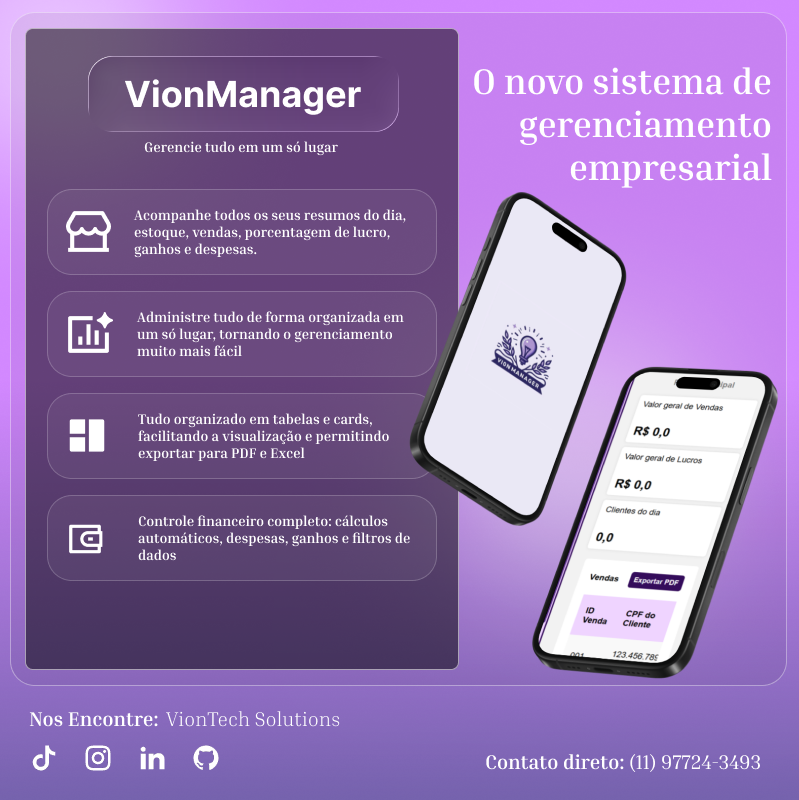 VionManager
Gerencie tudo em um só lugar
Acompanhe todos os seus resumos do dia,
estoque, vendas, porcentagem de lucro,
ganhos e despesas.
Administre tudo de forma organizada em
um só lugar, tornando o gerenciamento
muito mais fácil
Tudo organizado em tabelas e cards,
facilitando a visualização e permitindo
exportar para PDF e Excel
Controle financeiro completo: cálculos
automáticos, despesas, ganhos e filtros de
dados
O novo sistema de
gerenciamento
empresarial
VION MANAGER
Valor geral de Vendas
R$ 0,0
Valor geral de Lucros
R$ 0,0
Clientes do dia
0,0
Vendas
Exportar PDF
ID
Venda
CPF do
Cliente
001
123.456.789
Nos Encontre: VionTech Solutions
Contato direto: (11) 97724-3493